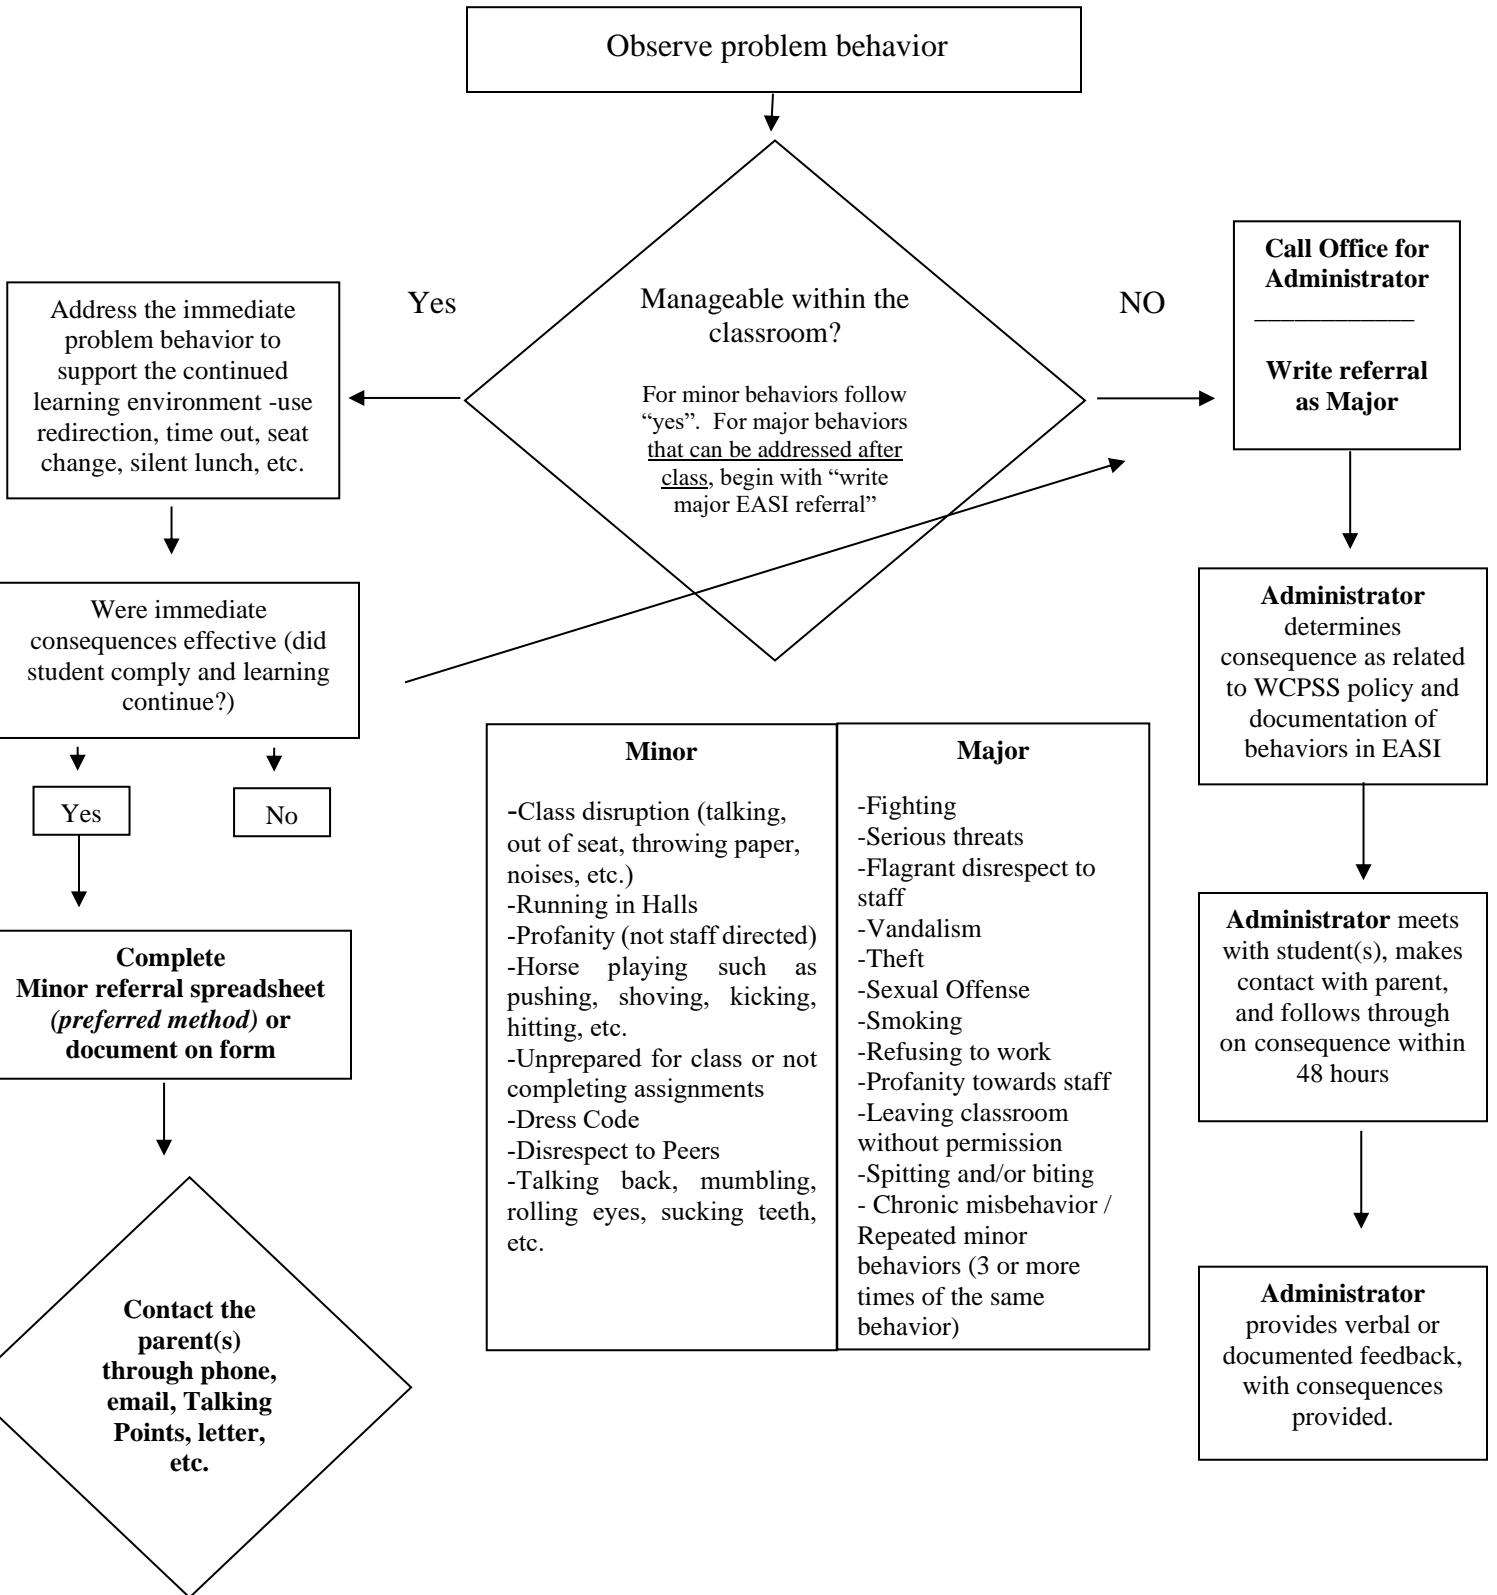 Observe problem behavior
Manageable within the
classroom?
For minor behaviors follow
“yes”.  For major behaviors
that can be addressed after
class, begin with “write
major EASI referral”
Yes
NO
Address the immediate
problem behavior to
support the continued
learning environment -use
redirection, time out, seat
change, silent lunch, etc.
Were immediate
consequences effective (did
student comply and learning
continue?)
Yes
No
Complete
Minor referral spreadsheet
(preferred method) or
document on form
Contact the
parent(s)
through phone,
email, Talking
Points, letter,
etc.
Minor
-Class disruption (talking,
out of seat, throwing paper,
noises, etc.)
-Running in Halls
-Profanity (not staff directed)
-Horse playing such as
pushing, shoving, kicking,
hitting, etc.
-Unprepared for class or not
completing assignments
-Dress Code
-Disrespect to Peers
-Talking back, mumbling,
rolling eyes, sucking teeth,
etc.
Major
-Fighting
-Serious threats
-Flagrant disrespect to
staff
-Vandalism
-Theft
-Sexual Offense
-Smoking
-Refusing to work
-Profanity towards staff
-Leaving classroom
without permission
-Spitting and/or biting
- Chronic misbehavior /
Repeated minor
behaviors (3 or more
times of the same
behavior)
Call Office for
Administrator
____________
Write referral
as Major
Administrator
determines
consequence as related
to WCPSS policy and
documentation of
behaviors in EASI
Administrator meets
with student(s), makes
contact with parent,
and follows through
on consequence within
48 hours
Administrator
provides verbal or
documented feedback,
with consequences
provided.